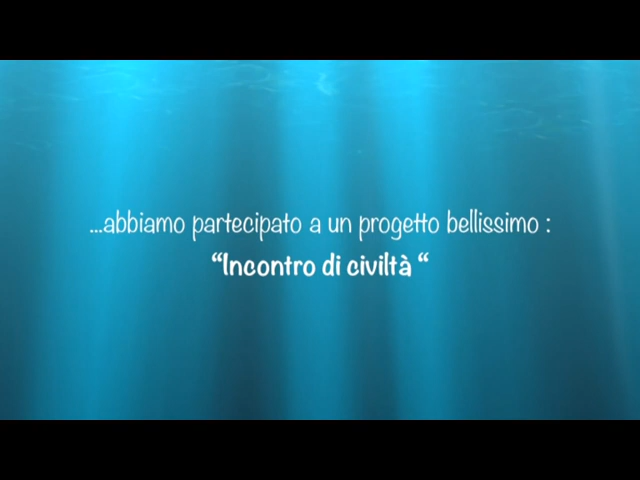 ...abbiamo partecipato a un progetto bellissimo :
“Incontro di civiltà “